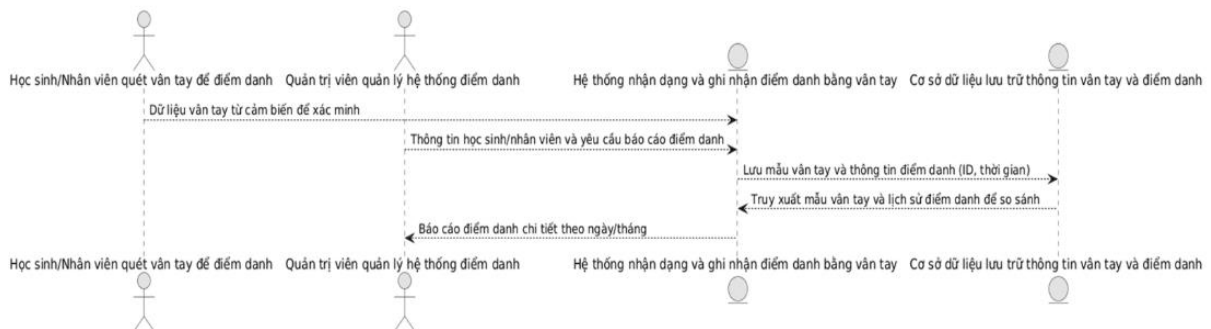 Học sinh/Nhân viên quét vân tay để điểm danh
Quản trị viên quản lý hệ thống điểm danh
Hệ thống nhận dạng và ghi nhận điểm danh bằng vân tay
Cơ sở dữ liệu lưu trữ thông tin vân tay và điểm danh
Dữ liệu vân tay từ cảm biến để xác minh
Thông tin học sinh/nhân viên và yêu cầu báo cáo điểm danh
Lưu mẫu vân tay và thông tin điểm danh (ID, thời gian)
Truy xuất mẫu vân tay và lịch sử điểm danh để so sánh
Báo cáo điểm danh chi tiết theo ngày/tháng
Học sinh/Nhân viên quét vân tay để điểm danh
Quản trị viên quản lý hệ thống điểm danh
Hệ thống nhận dạng và ghi nhận điểm danh bằng vân tay
Cơ sở dữ liệu lưu trữ thông tin vân tay và điểm danh